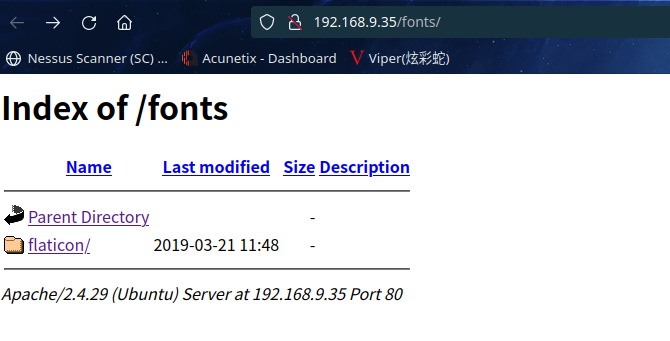 192.168.9.35/fonts/
Nessus Scanner (SC) ... Acunetix - Dashboard Viper(炫彩蛇)
Index of /fonts
Name Last modified Size Description
Parent Directory -
flaticon/ 2019-03-21 11:48 -
Apache/2.4.29 (Ubuntu) Server at 192.168.9.35 Port 80